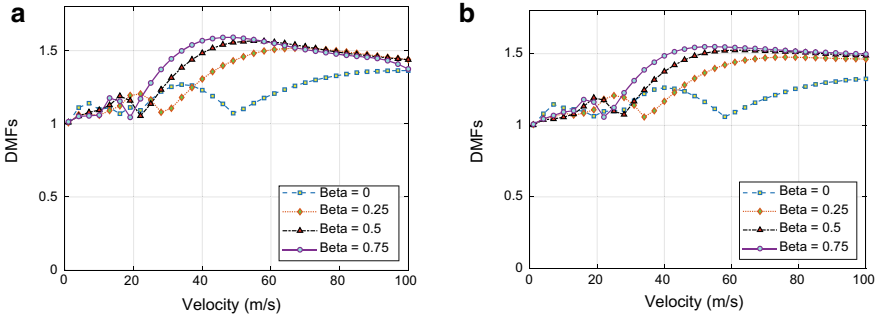 a
1.5
1
0.5
0
DMFs
0 20 40 60 80 100
Velocity (m/s)
Beta = 0
Beta = 0.25
Beta = 0.5
Beta = 0.75
b
1.5
1
0.5
0
DMFs
0 20 40 60 80 100
Velocity (m/s)
Beta = 0
Beta = 0.25
Beta = 0.5
Beta = 0.75